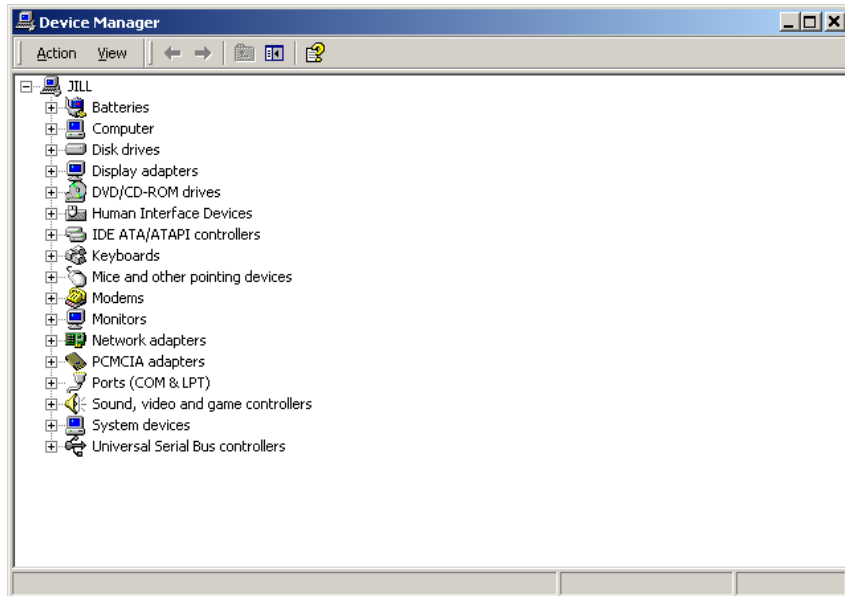 Device Manager
Action View
JILL
Batteries
Computer
Disk drives
Display adapters
DVD/CD-ROM drives
Human Interface Devices
IDE ATA/ATAPI controllers
Keyboards
Mice and other pointing devices
Modems
Monitors
Network adapters
PCMCIA adapters
Ports (COM & LPT)
Sound, video and game controllers
System devices
Universal Serial Bus controllers